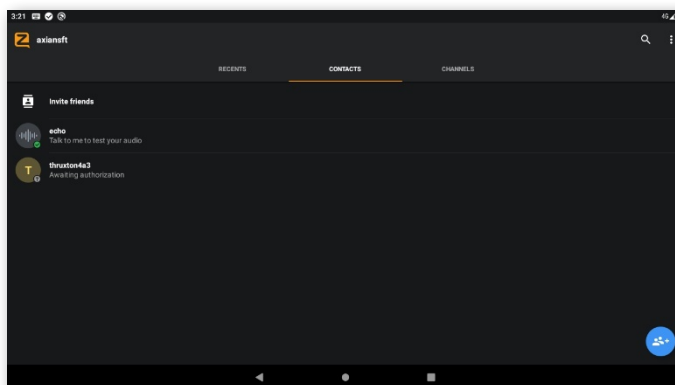 3:21
4G
axiansft
RECENTS
CONTACTS
CHANNELS
Invite friends
echo
Talk to me to test your audio
thruxton4a3
Awaiting authorization